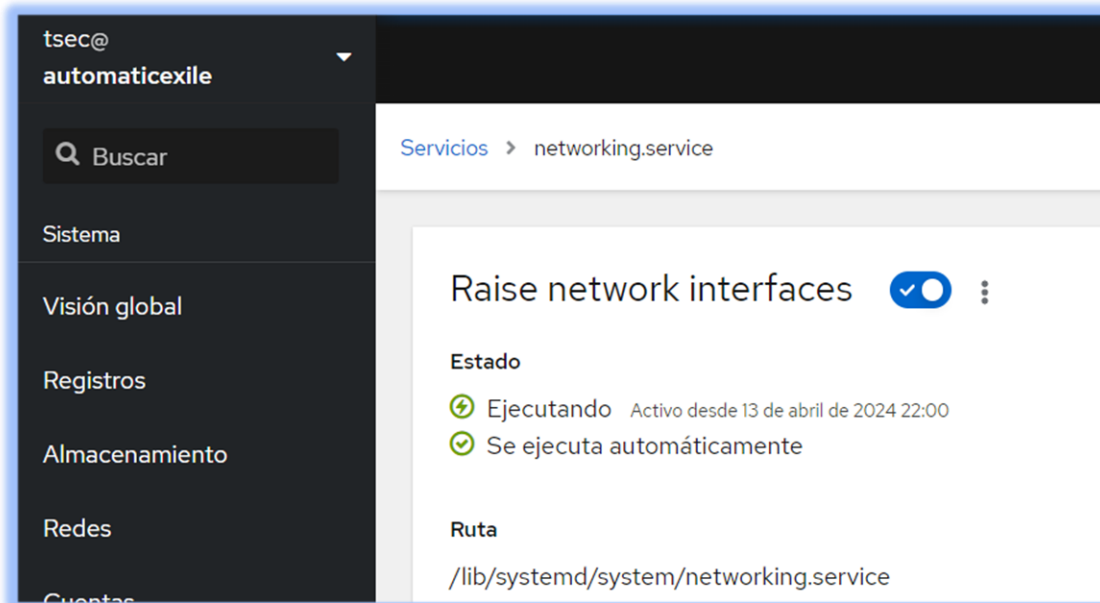 tsec@
automaticexile
Buscar
Sistema
Visión global
Registros
Almacenamiento
Redes
Cuentas
Servicios > networking.service
Raise network interfaces
Estado
Ejecutando Activo desde 13 de abril de 2024 22:00
Se ejecuta automáticamente
Ruta
/lib/systemd/system/networking.service